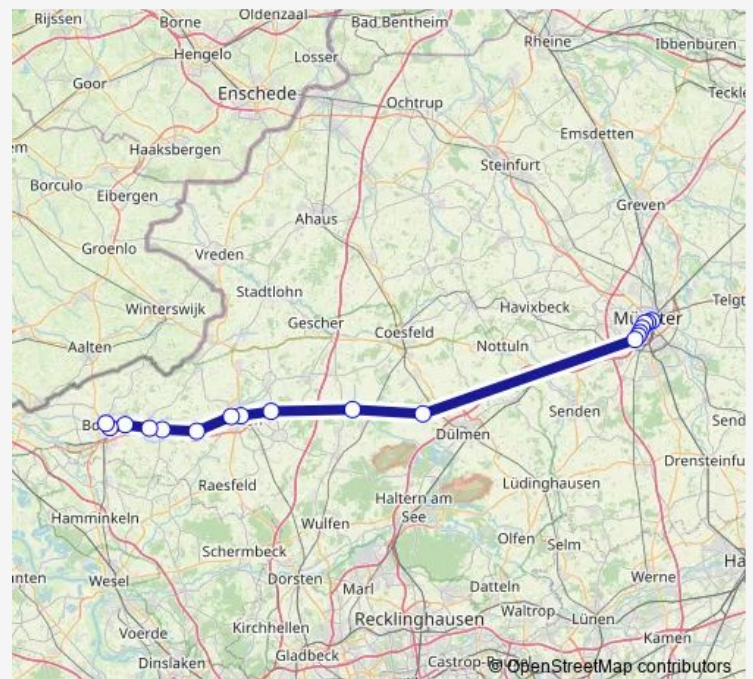 Rijssen
Borne
Oldenzaal
Bad Bentheim
Rheine
Ibbenburen
Hengelo
Losser
Goor
Enschede
Ochtrup
Teckle
Haaksbergen
Emsdetten
Steinfurt
Borculo
Eibergen
Ahaus
Greven
Groenlo
Vreden
Stadtlohn
Telgt
Winterswijk
Havixbeck
Gescher
Coesfeld
Aalten
Nottuln
Senden
Send
Dülmen
Drensteinfu
Raesfeld
Lüdinghausen
Haltern am
See
Hamminkeln
Wulfen
Olfen
Selm
Schermbeck
Ha
Wesel
Dorsten
Marl
Datteln
Werne
Recklinghausen
Waltrop
Lünen
Voerde
Kirchhellen
Kamen
Dinslaken
Gladbeck
© OpenStreetMap contributors